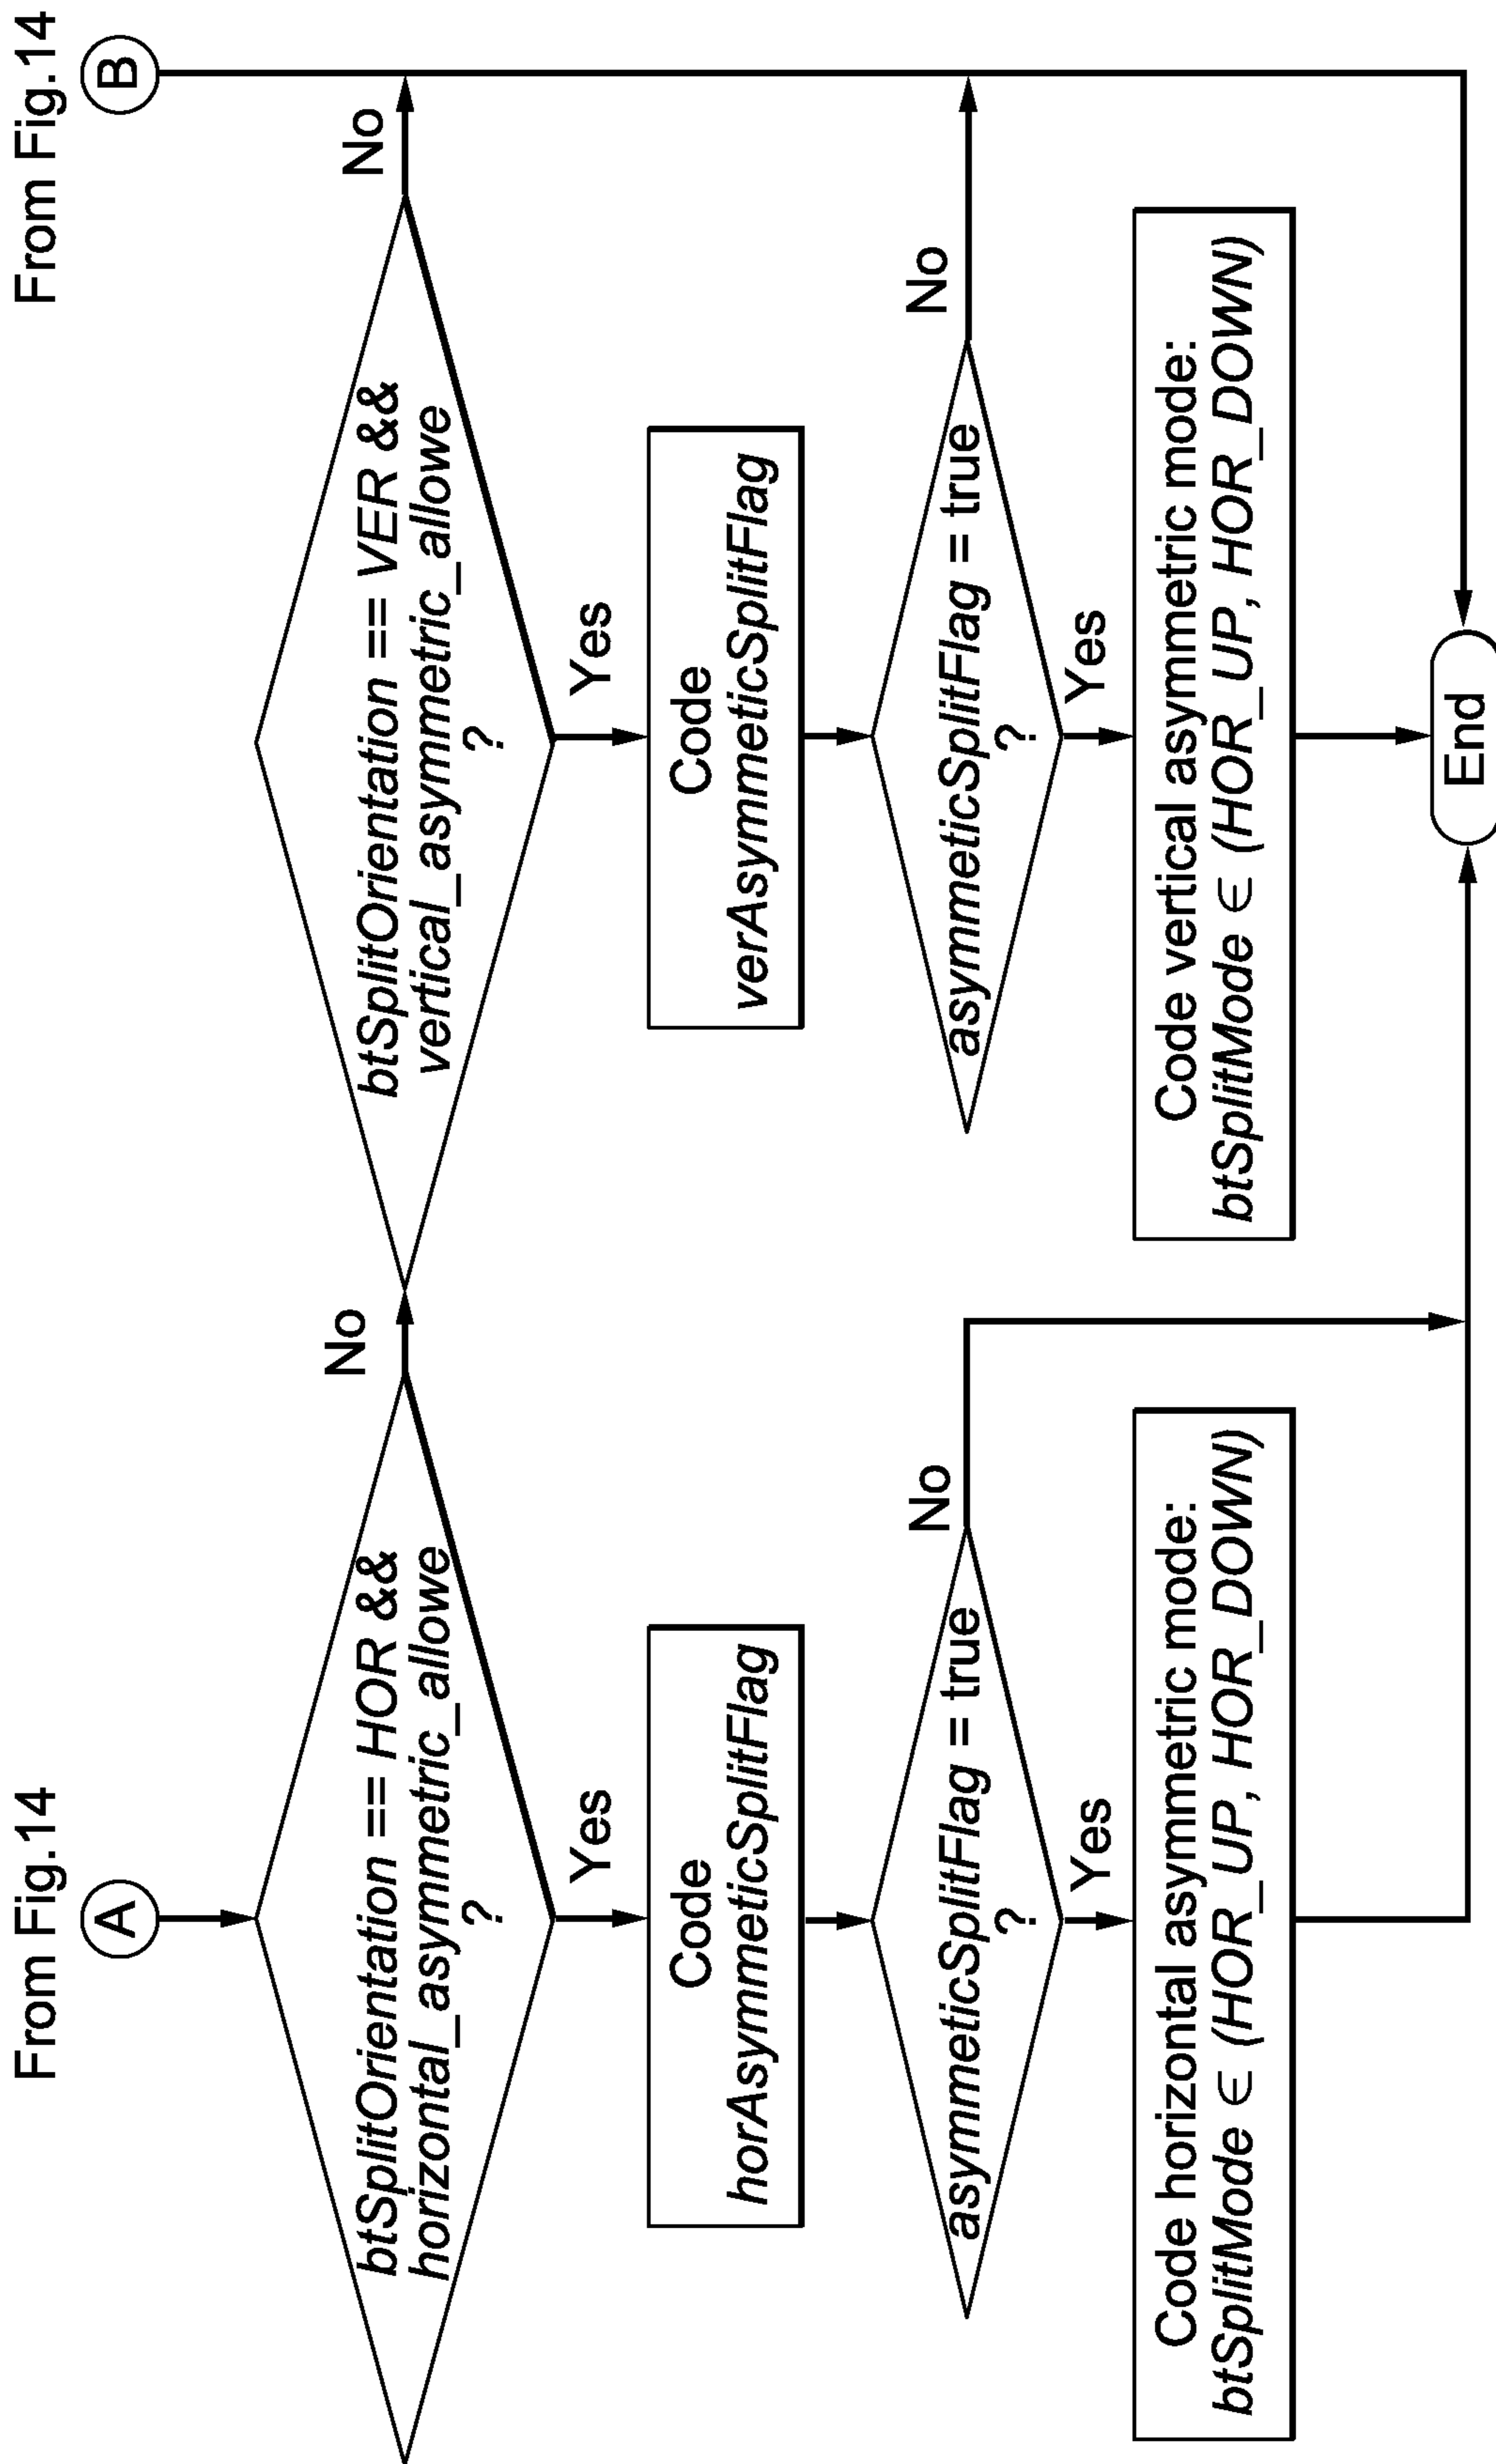 From Fig.14
A
btSplitOrientation == HOR &&
horizontal_asymmetric_allowe
?
No
Yes
Code
horAsymmeticSplitFlag
asymmeticSplitFlag = true
?
No
Yes
Code horizontal asymmetric mode:
btSplitMode ∈ (HOR_UP, HOR_DOWN)
From Fig.14
B
btSplitOrientation == VER &&
vertical_asymmetric_allowe
?
No
Yes
Code
verAsymmeticSplitFlag
asymmeticSplitFlag = true
?
No
Yes
Code vertical asymmetric mode:
btSplitMode ∈ (HOR_UP, HOR_DOWN)
End